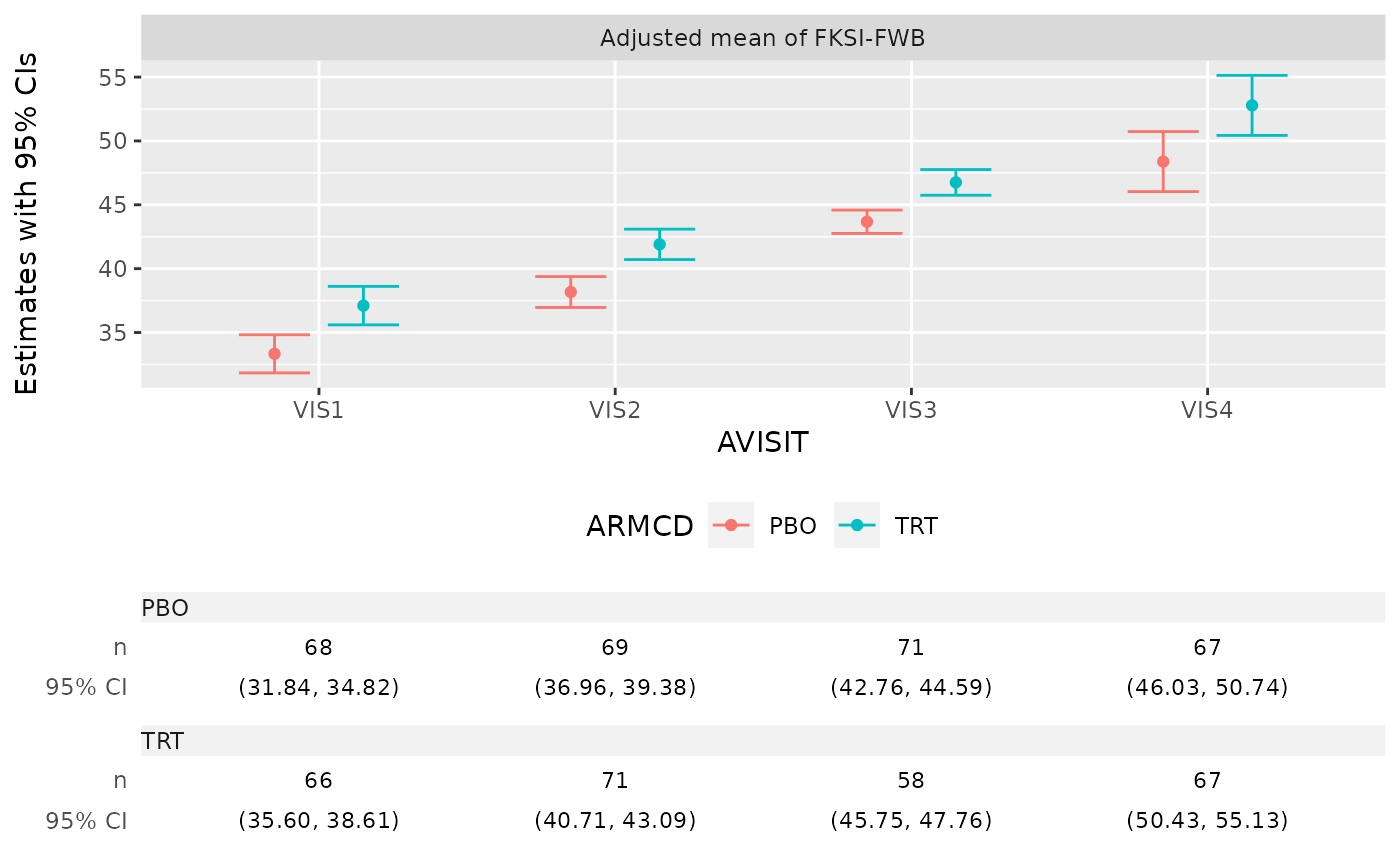 Adjusted mean of FKSI-FWB
Estimates with 95% CIs
55
50
45
40
35
VIS1 VIS2 VIS3 VIS4
AVISIT
ARMCD PBO TRT
PBO
n 68 69 71 67
95% CI (31.84, 34.82) (36.96, 39.38) (42.76, 44.59) (46.03, 50.74)
TRT
n 66 71 58 67
95% CI (35.60, 38.61) (40.71, 43.09) (45.75, 47.76) (50.43, 55.13)